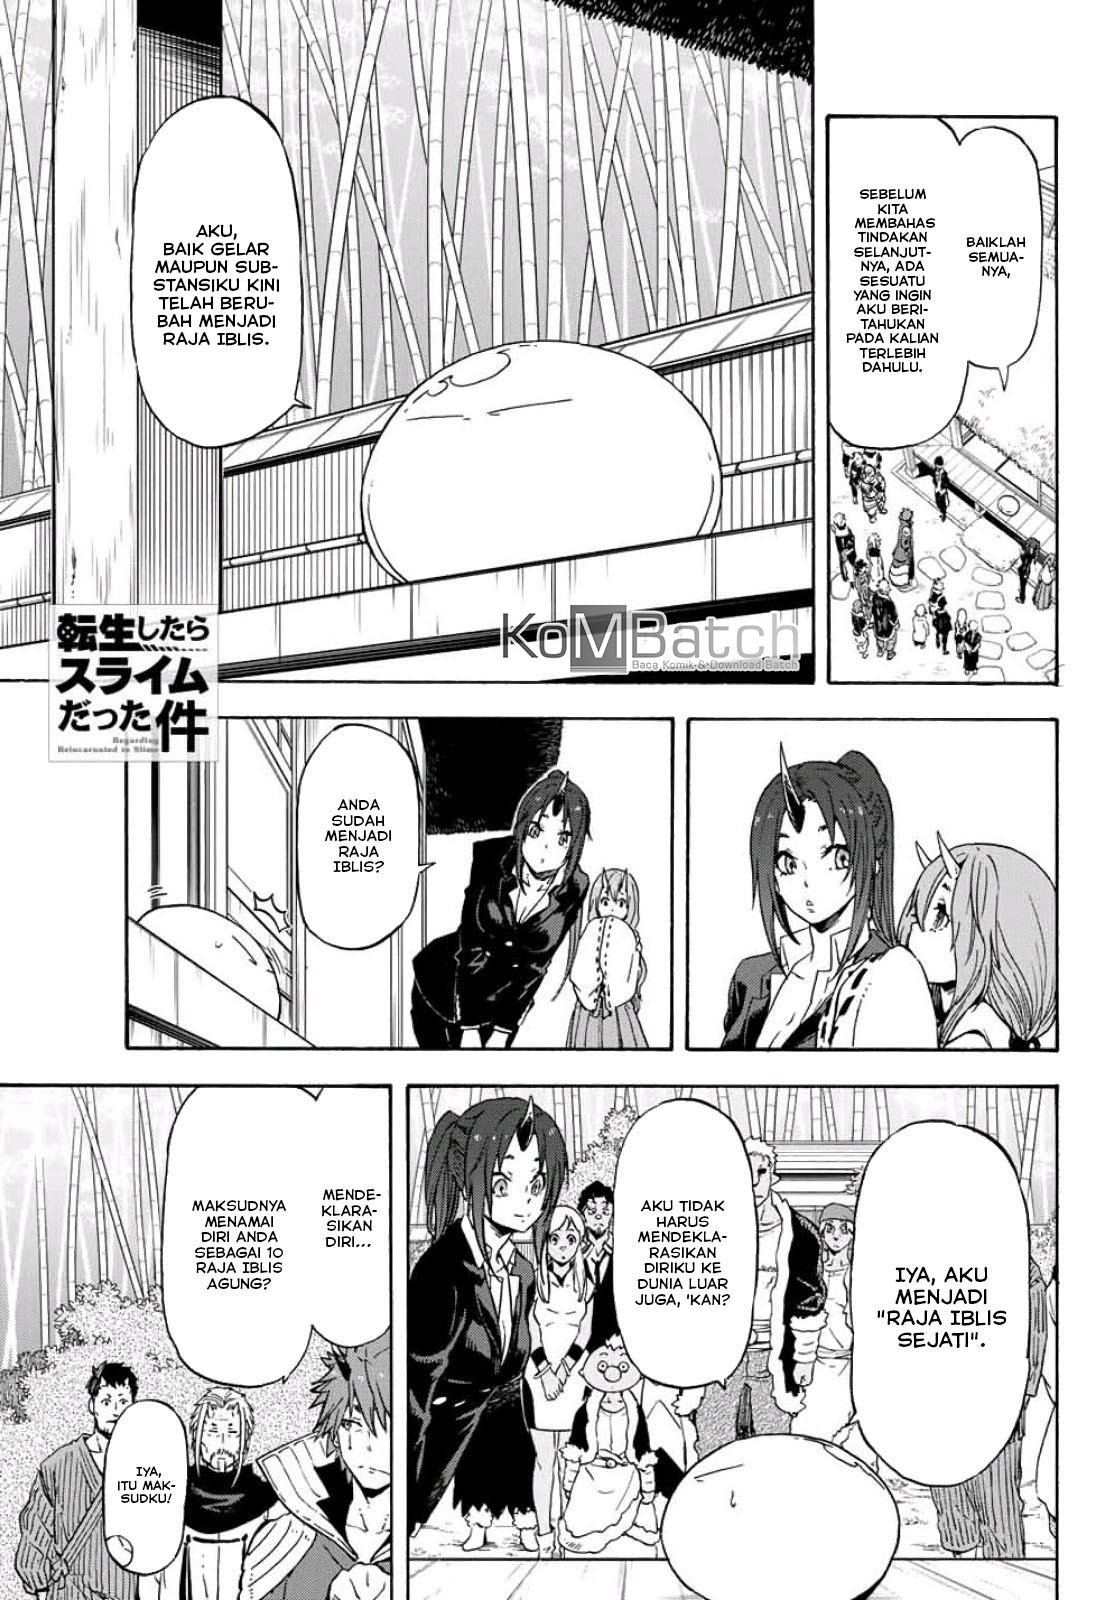 BAIKLAH
SEMUA-
NYA,
SEBELUM
KITA
MEMBAHAS
TINDAKAN
SELANJUT-
NYA, ADA
SESUATU
YANG INGIN
AKU BERI-
TAHUKAN
PADA KALIAN
TERLEBIH
DAHULU.
AKU,
BAIK GELAR
MAUPUN SUB-
STANSIKU KINI
TELAH BERU-
BAH MENJADI
RAJA IBLIS.
KOMBatch
Baca Komik & Download Batch
転生したら
スライム
だった件
Regarding
Reincarnated to Slime
ANDA
SUDAH
MENJADI
RAJA
IBLIS?
IYA, AKU
MENJADI
"RAJA IBLIS
SEJATI".
AKU TIDAK
HARUS
MENDEKLA-
RASIKAN
DIRIKU KE
DUNIA LUAR
JUGA, 'KAN?
MENDE-
KLARA-
SIKAN
DIRI...
MAKSUDNYA
MENAMAI
DIRI ANDA
SEBAGAI 10
RAJA IBLIS
AGUNG?
IYA,
ITU MAK-
SUDKU!